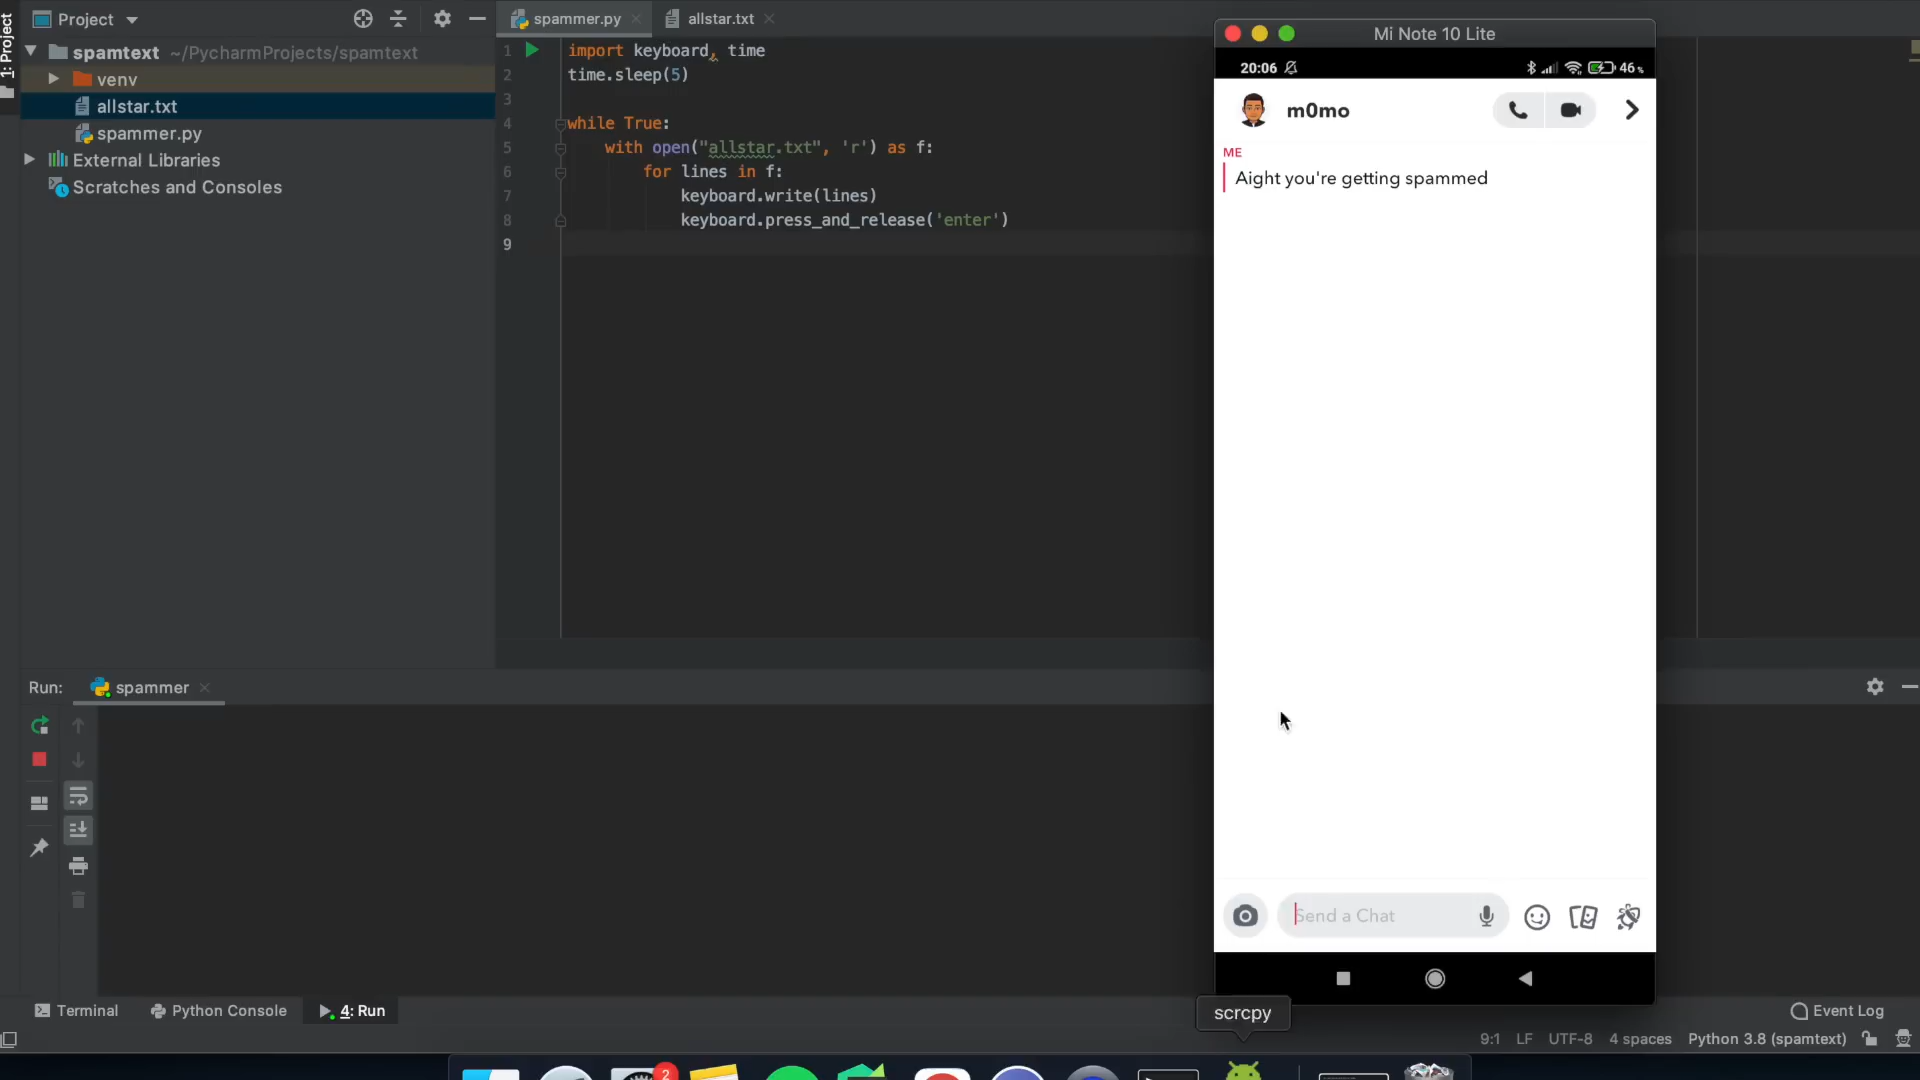 Project
spammer.py
allstar.txt
1: Project
spamtext ~/PycharmProjects/spamtext
venv
allstar.txt
spammer.py
External Libraries
Scratches and Consoles
1 import keyboard, time
2 time.sleep(5)
3
4 while True:
5 with open("allstar.txt", 'r') as f:
6 for lines in f:
7 keyboard.write(lines)
8 keyboard.press_and_release('enter')
9
Mi Note 10 Lite
20:06 46%
m0mo
ME
Aight you're getting spammed
Send a Chat
Run: spammer
Terminal
Python Console
4: Run
scrcpy
Event Log
9:1 LF UTF-8 4 spaces Python 3.8 (spamtext)
2